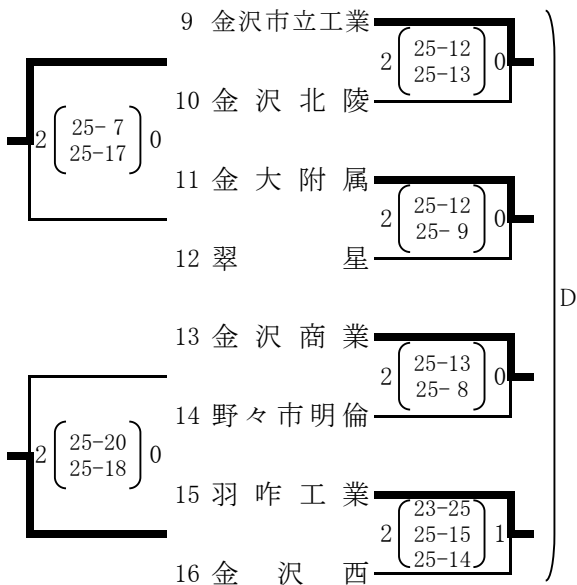 9 金沢市立工業
2 25-12 0
25-13
10 金沢北陵
2 25- 7 0
25-17
11 金大附属
2 25-12 0
25- 9
12 翠星
D
13 金沢商業
2 25-13 0
25- 8
14 野々市明倫
2 25-20 0
25-18
15 羽咋工業
23-25
2 25-15 1
25-14
16 金沢西